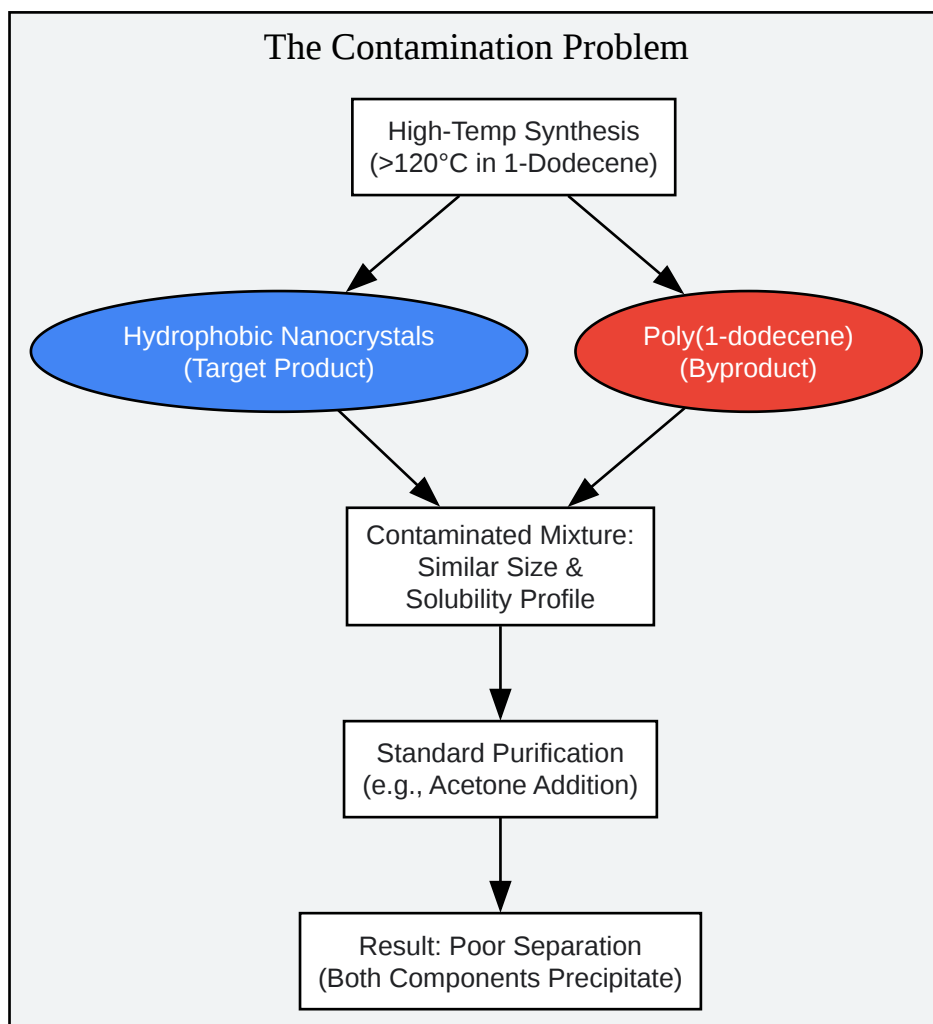 The Contamination Problem
High-Temp Synthesis
(>120°C in 1-Dodecene)
Hydrophobic Nanocrystals
(Target Product)
Poly(1-dodecene)
(Byproduct)
Contaminated Mixture:
Similar Size &
Solubility Profile
Standard Purification
(e.g., Acetone Addition)
Result: Poor Separation
(Both Components Precipitate)